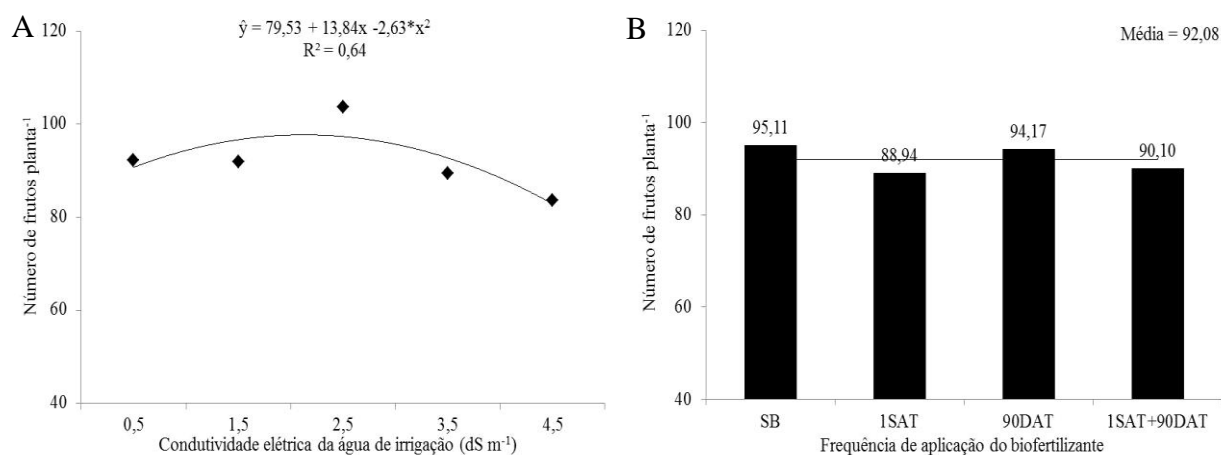 A
ŷ = 79,53 + 13,84x -2,63*x²
R² = 0,64
Número de frutos planta⁻¹
120
100
80
60
40
0,5 1,5 2,5 3,5 4,5
Condutividade elétrica da água de irrigação (dS m⁻¹)
B
Média = 92,08
Número de frutos planta⁻¹
120
100
80
60
40
95,11 88,94 94,17 90,10
SB 1SAT 90DAT 1SAT+90DAT
Frequência de aplicação do biofertilizante